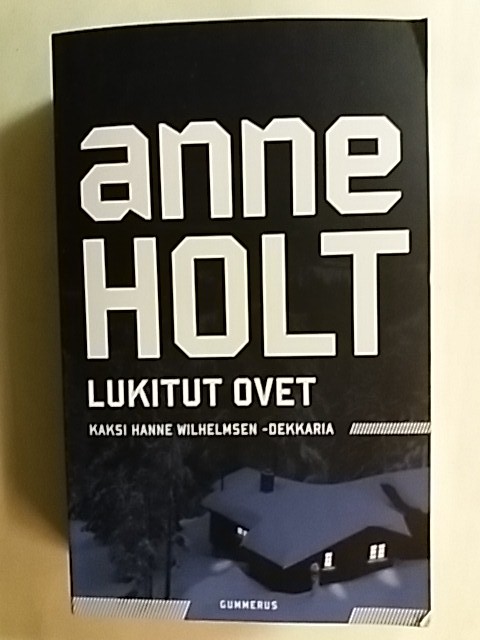 anne
HOLT
LUKITUT OVET
KAKSI HANNE WILHELMSEN -DEKKARIA
GUMMERUS